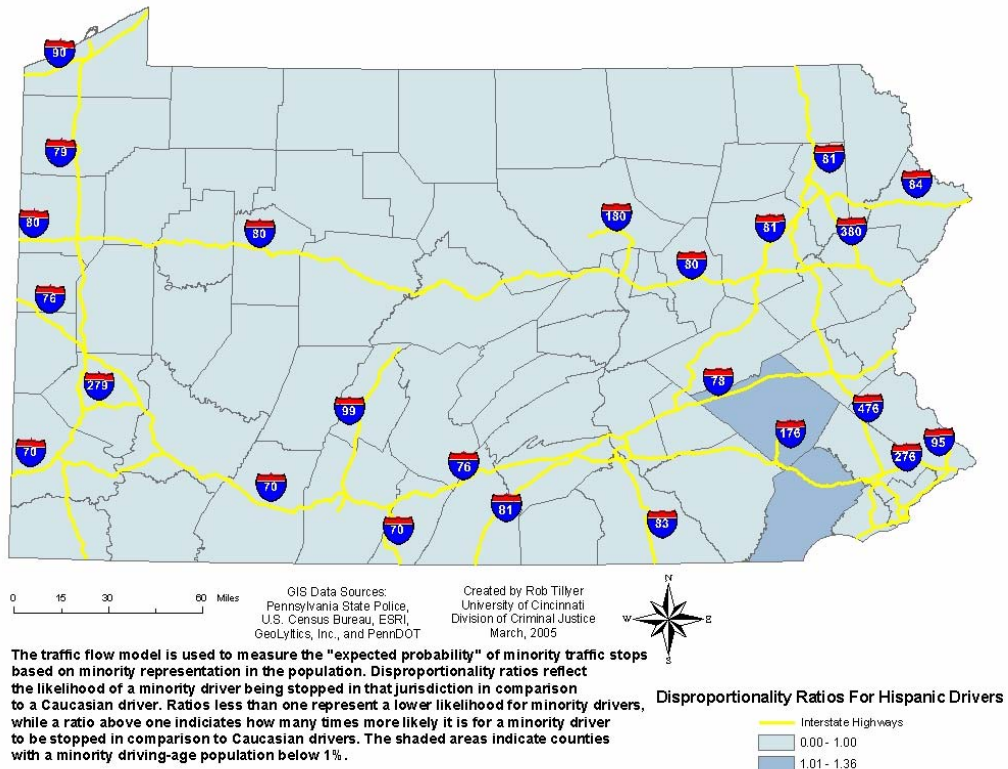 90
79
81
84
80
180
80
81
380
80
76
279
78
99
476
70
176
95
276
76
70
81
83
70
N
W E
S
0 15 30 60 Miles
GIS Data Sources:
Pennsylvania State Police,
U.S. Census Bureau, ESRI,
GeoLyltics, Inc., and PennDOT
Created by Rob Tillyer
University of Cincinnati
Division of Criminal Justice
March, 2005
The traffic flow model is used to measure the "expected probability" of minority traffic stops
based on minority representation in the population. Disproportionality ratios reflect
the likelihood of a minority driver being stopped in that jurisdiction in comparison
to a Caucasian driver. Ratios less than one represent a lower likelihood for minority drivers,
while a ratio above one indiciates how many times more likely it is for a minority driver
to be stopped in comparison to Caucasian drivers. The shaded areas indicate counties
with a minority driving-age population below 1%.
Disproportionality Ratios For Hispanic Drivers
Interstate Highways
0.00 - 1.00
1.01 - 1.36